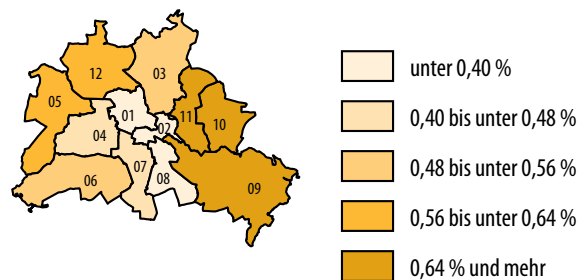 12
03
05
01
02
11
10
04
07
06
08
09
unter 0,40 %
0,40 bis unter 0,48 %
0,48 bis unter 0,56 %
0,56 bis unter 0,64 %
0,64 % und mehr